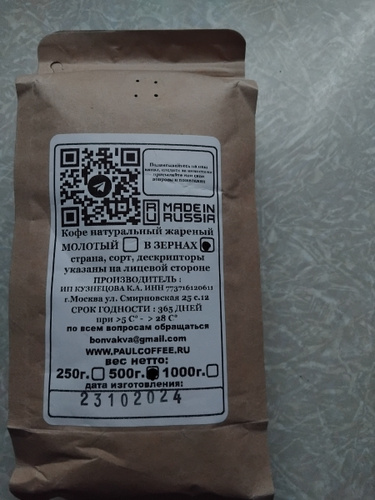 MADE IN
RUSSIA
Кофе натуральный жареный
МОЛОТЫЙ В ЗЕРНАХ
страна, сорт, дескрипторы
указаны на лицевой стороне
ПРОИЗВОДИТЕЛЬ :
ИП КУЗНЕЦОВА К.А. ИНН 773716120611
г.Москва ул. Смирновская 25 с.12
СРОК ГОДНОСТИ : 365 ДНЕЙ
при >5 С° - > 28 С°
по всем вопросам обращаться
bonvakva@gmail.com
WWW.PAULCOFFEE.RU
вес нетто:
250г. 500г. 1000г.
дата изготовления:
23102024